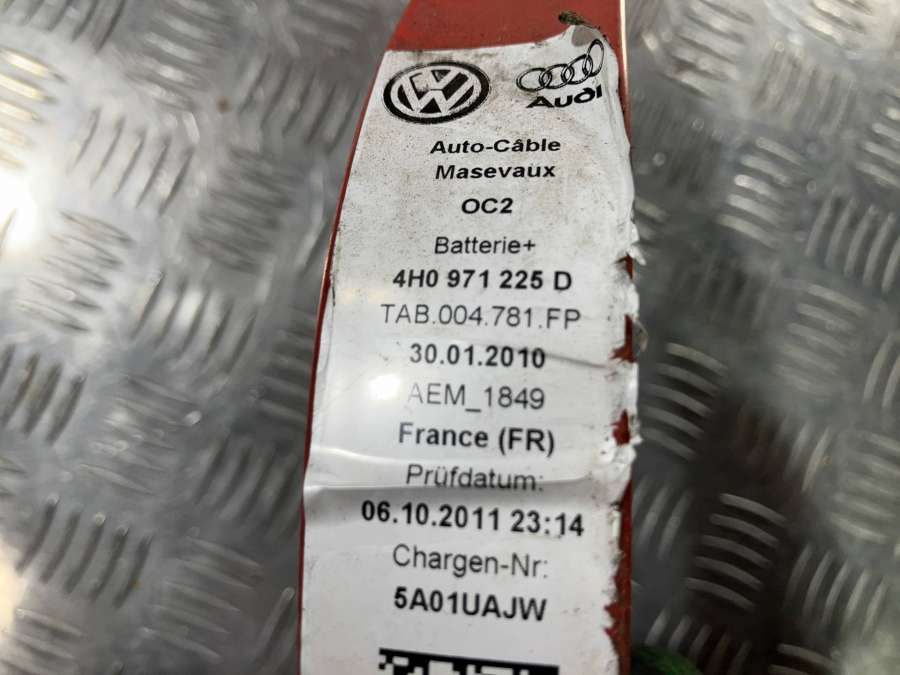 Audi
Auto-Câble
Masevaux
OC2
Batterie+
4H0 971 225 D
TAB.004.781.FP
30.01.2010
AEM_1849
France (FR)
Prüfdatum:
06.10.2011 23:14
Chargen-Nr:
5A01UAJW